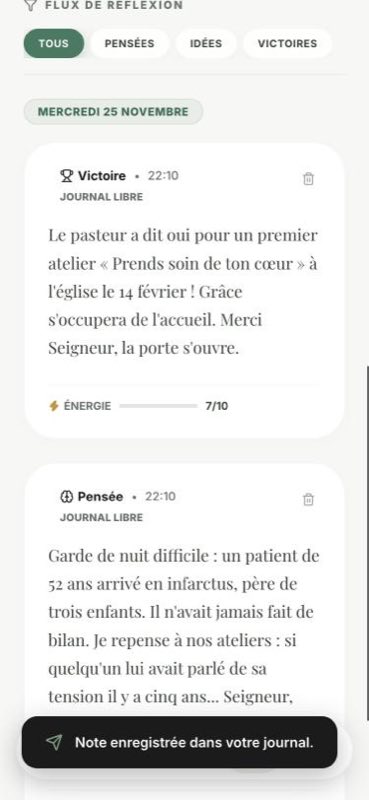 FLUX DE RÉFLEXION
TOUS
PENSÉES
IDÉES
VICTOIRES
MERCREDI 25 NOVEMBRE
Victoire • 22:10
JOURNAL LIBRE
Le pasteur a dit oui pour un premier
atelier « Prends soin de ton cœur » à
l'église le 14 février ! Grâce
s'occupera de l'accueil. Merci
Seigneur, la porte s'ouvre.
ÉNERGIE 7/10
Pensée • 22:10
JOURNAL LIBRE
Garde de nuit difficile : un patient de
52 ans arrivé en infarctus, père de
trois enfants. Il n'avait jamais fait de
bilan. Je repense à nos ateliers : si
quelqu'un lui avait parlé de sa
tension il y a cinq ans... Seigneur,
Note enregistrée dans votre journal.